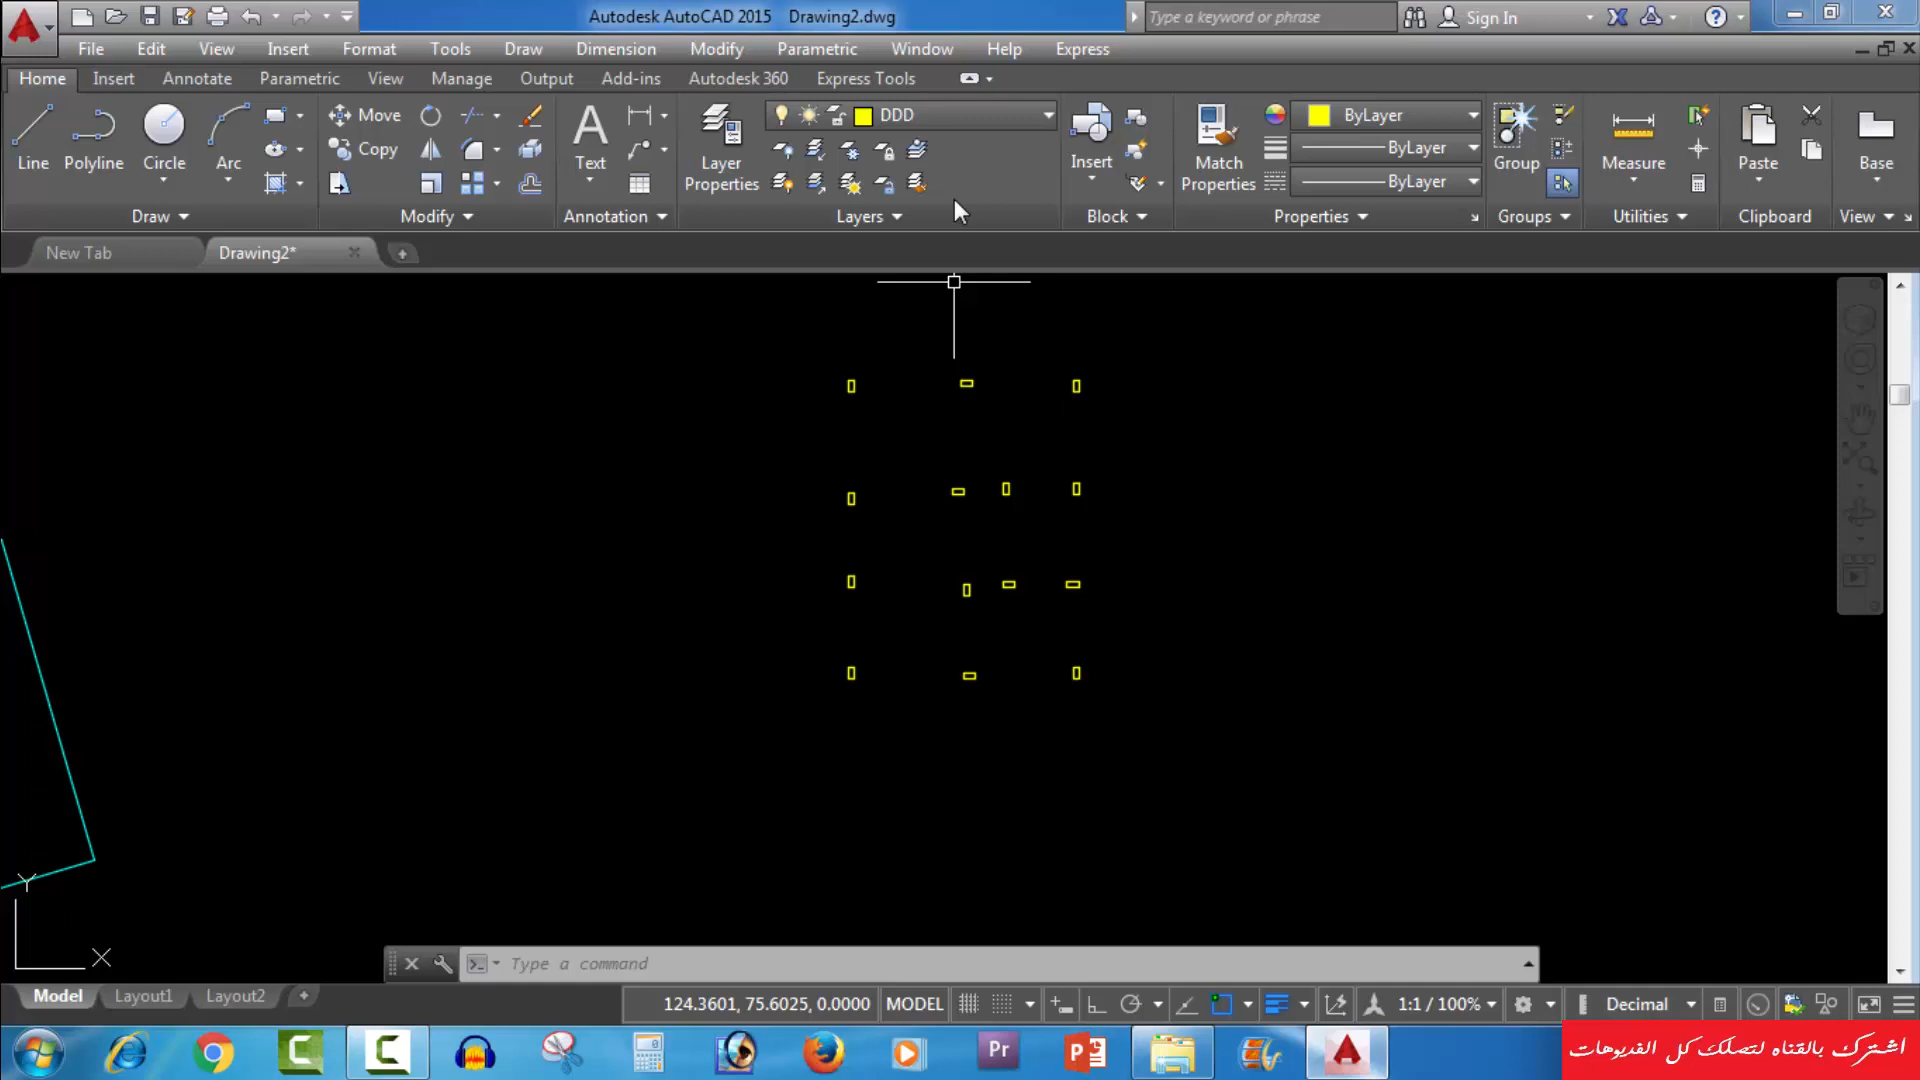 Autodesk AutoCAD 2015 Drawing2.dwg
Type a keyword or phrase
Sign In
File Edit View Insert Format Tools Draw Dimension Modify Parametric Window Help Express
Home Insert Annotate Parametric View Manage Output Add-ins Autodesk 360 Express Tools
Line Polyline Circle Arc
Move
Copy
Text
Layer Properties
DDD
Insert
Match Properties
ByLayer
ByLayer
ByLayer
Group
Measure
Paste
Base
Draw Modify Annotation Layers Block Properties Groups Utilities Clipboard View
New Tab Drawing2*
Y
X
Type a command
Model Layout1 Layout2
124.3601, 75.6025, 0.0000 MODEL 1:1 / 100% Decimal
Pr
اشترك بالقناه لتصلك كل الفديوهات